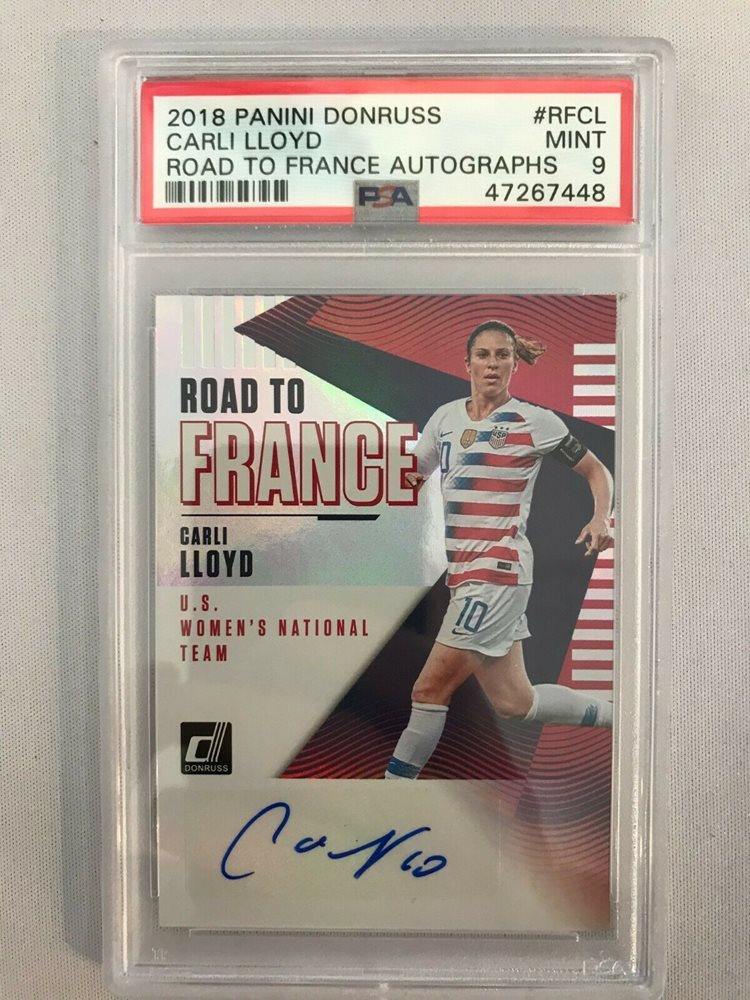 2018 PANINI DONRUSS #RFCL
CARLI LLOYD MINT
ROAD TO FRANCE AUTOGRAPHS 9
PSA 47267448
ROAD TO
FRANCE
CARLI
LLOYD
U.S.
WOMEN'S NATIONAL
TEAM
10
10
d
DONRUSS